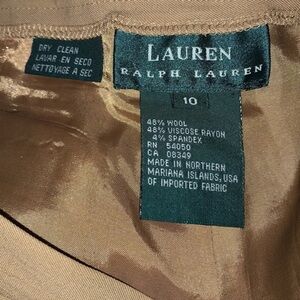 DRY CLEAN
LAVAR EN SECO
NETTOYAGE À SEC
LAUREN
RALPH LAUREN
10
48% WOOL
48% VISCOSE RAYON
4% SPANDEX
RN 54050
CA 08349
MADE IN NORTHERN
MARIANA ISLANDS, USA
OF IMPORTED FABRIC